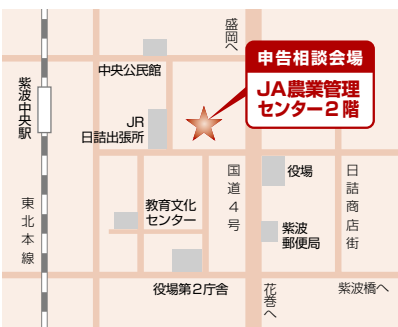 盛岡へ
申告相談会場
JA農業管理
センター2階
中央公民館
紫波中央駅
JR
日詰出張所
国道4号
役場
日詰商店街
東北本線
教育文化
センター
紫波
郵便局
役場第2庁舎
花巻へ
紫波橋へ